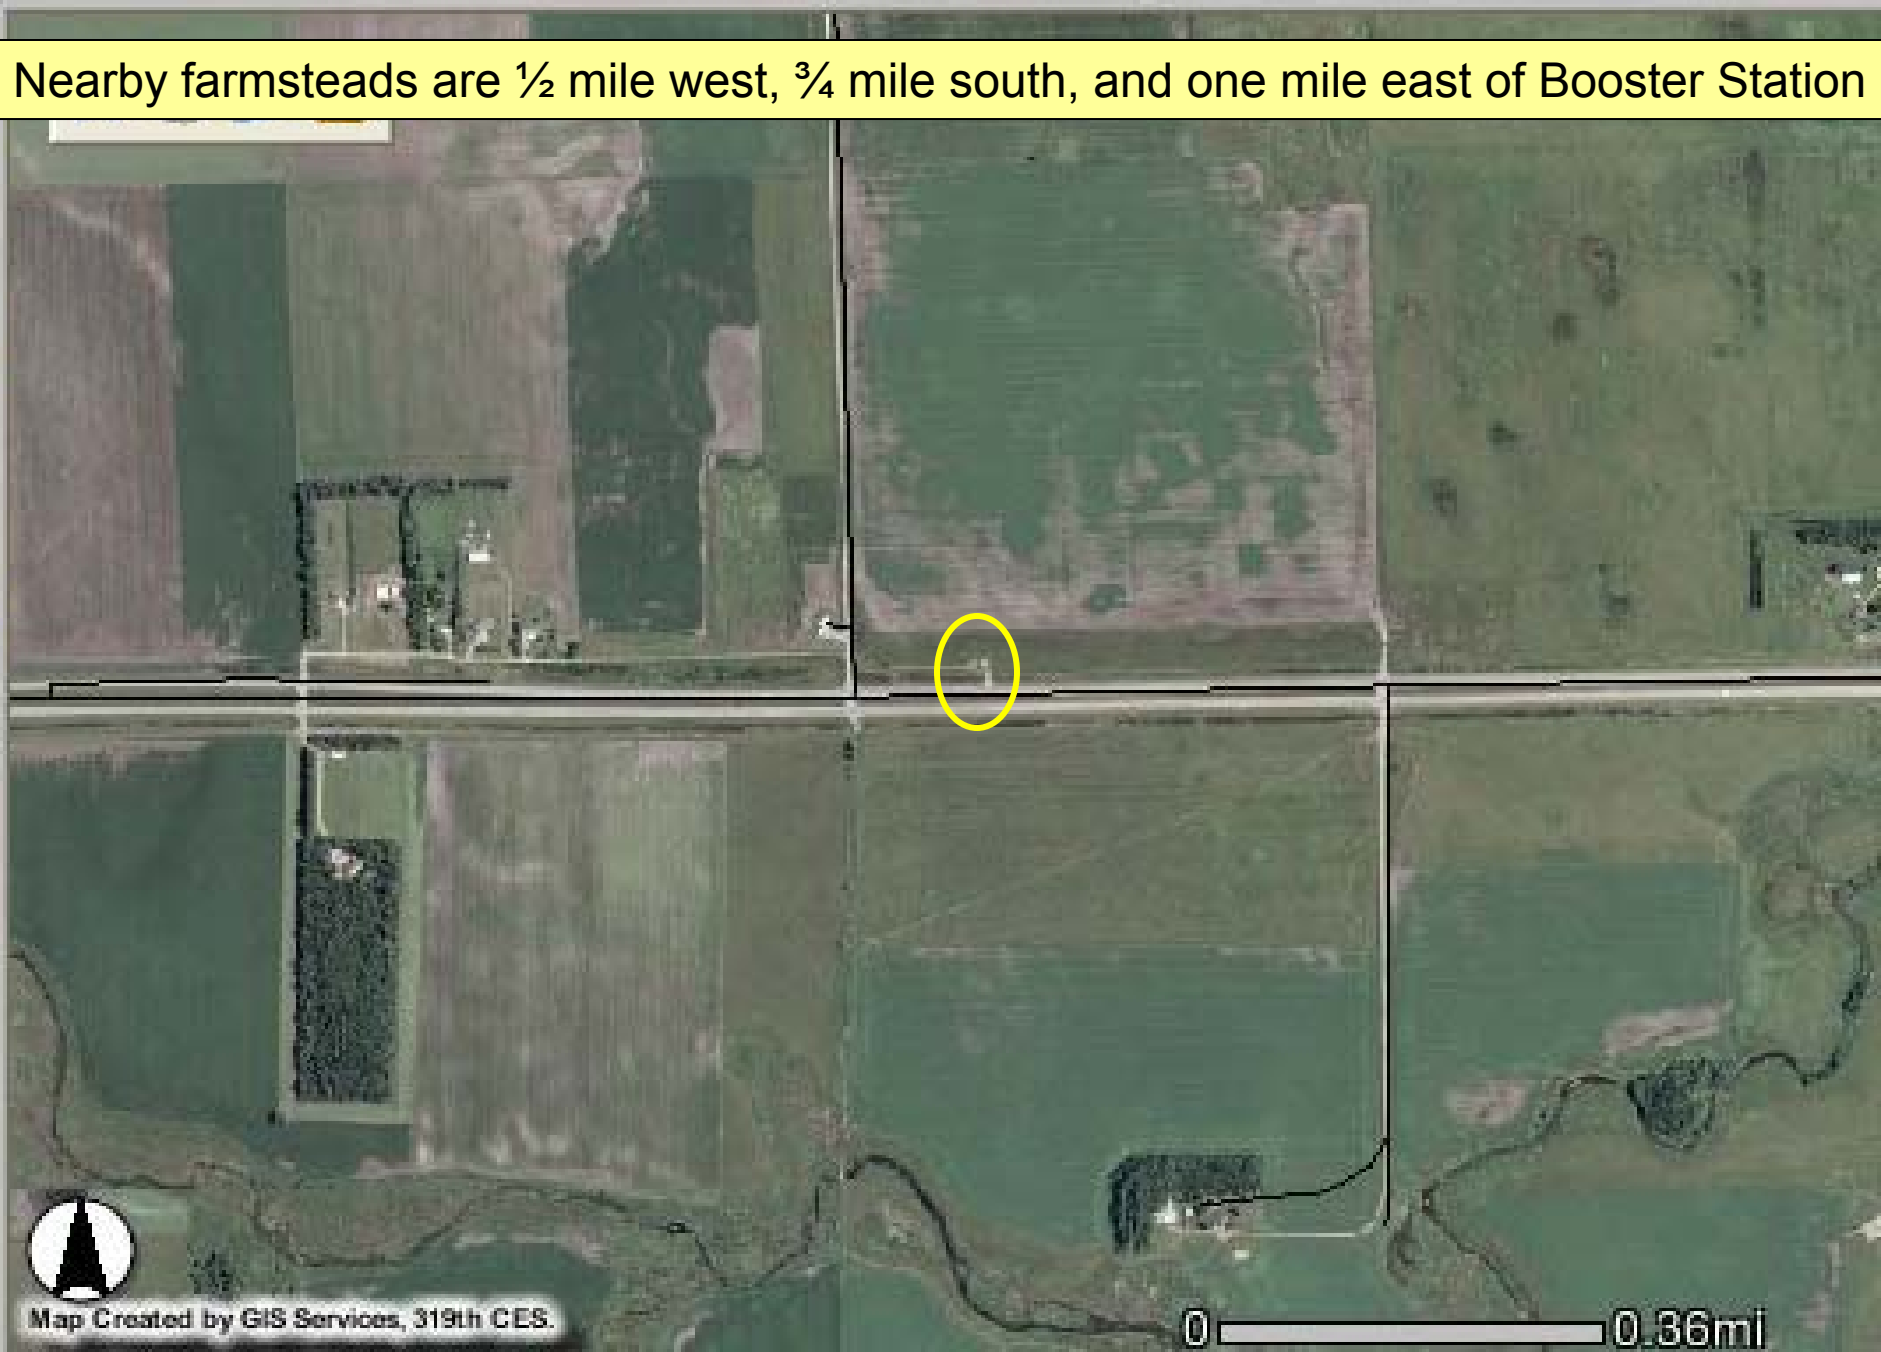 Nearby farmsteads are ½ mile west, ¾ mile south, and one mile east of Booster Station
Map Created by GIS Services, 319th CES.
0 0.36mi